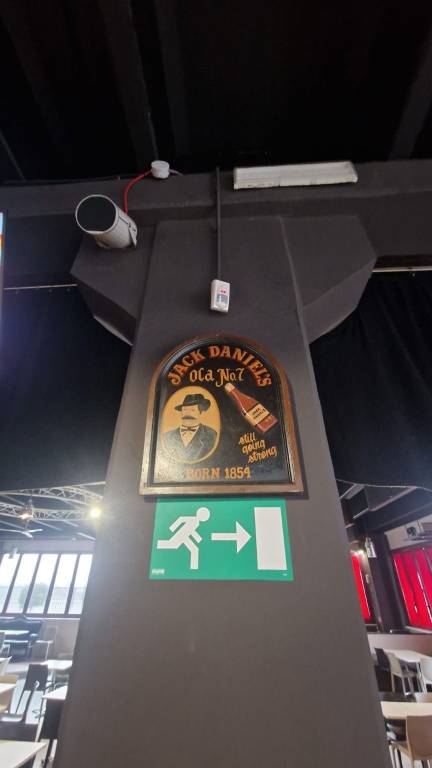 JACK DANIEL'S
Old No.7
still
going
strong
BORN 1854